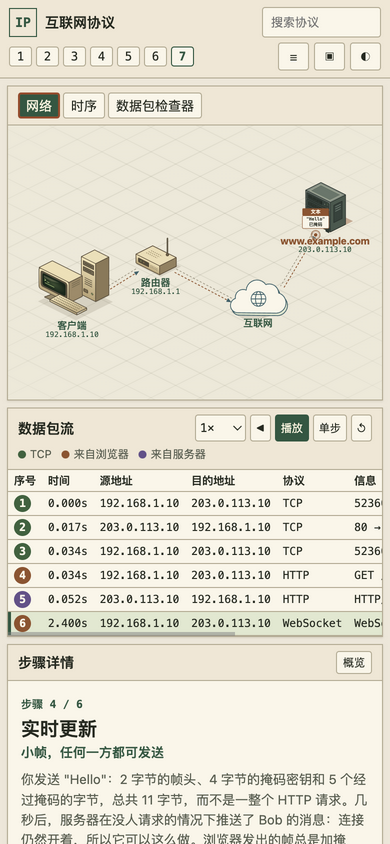 IP 互联网协议 搜索协议
1 2 3 4 5 6 7
网络 时序 数据包检查器
文本
"Hello"
已掩码
www.example.com
203.0.113.10
路由器
192.168.1.1
互联网
客户端
192.168.1.10
数据包流 1× 播放 单步
TCP 来自浏览器 来自服务器
序号 时间 源地址 目的地址 协议 信息
1 0.000s 192.168.1.10 203.0.113.10 TCP 5236
2 0.017s 203.0.113.10 192.168.1.10 TCP 80 →
3 0.034s 192.168.1.10 203.0.113.10 TCP 5236
4 0.034s 192.168.1.10 203.0.113.10 HTTP GET
5 0.052s 203.0.113.10 192.168.1.10 HTTP HTTP
6 2.400s 192.168.1.10 203.0.113.10 WebSocket WebS
步骤详情 概览
步骤 4 / 6
实时更新
小帧，任何一方都可发送
你发送 "Hello"：2 字节的帧头、4 字节的掩码密钥和 5 个经
过掩码的字节，总共 11 字节，而不是一整个 HTTP 请求。几
秒后，服务器在没人请求的情况下推送了 Bob 的消息：连接
仍然开着，所以它可以这么做。浏览器发出的帧总是加掩